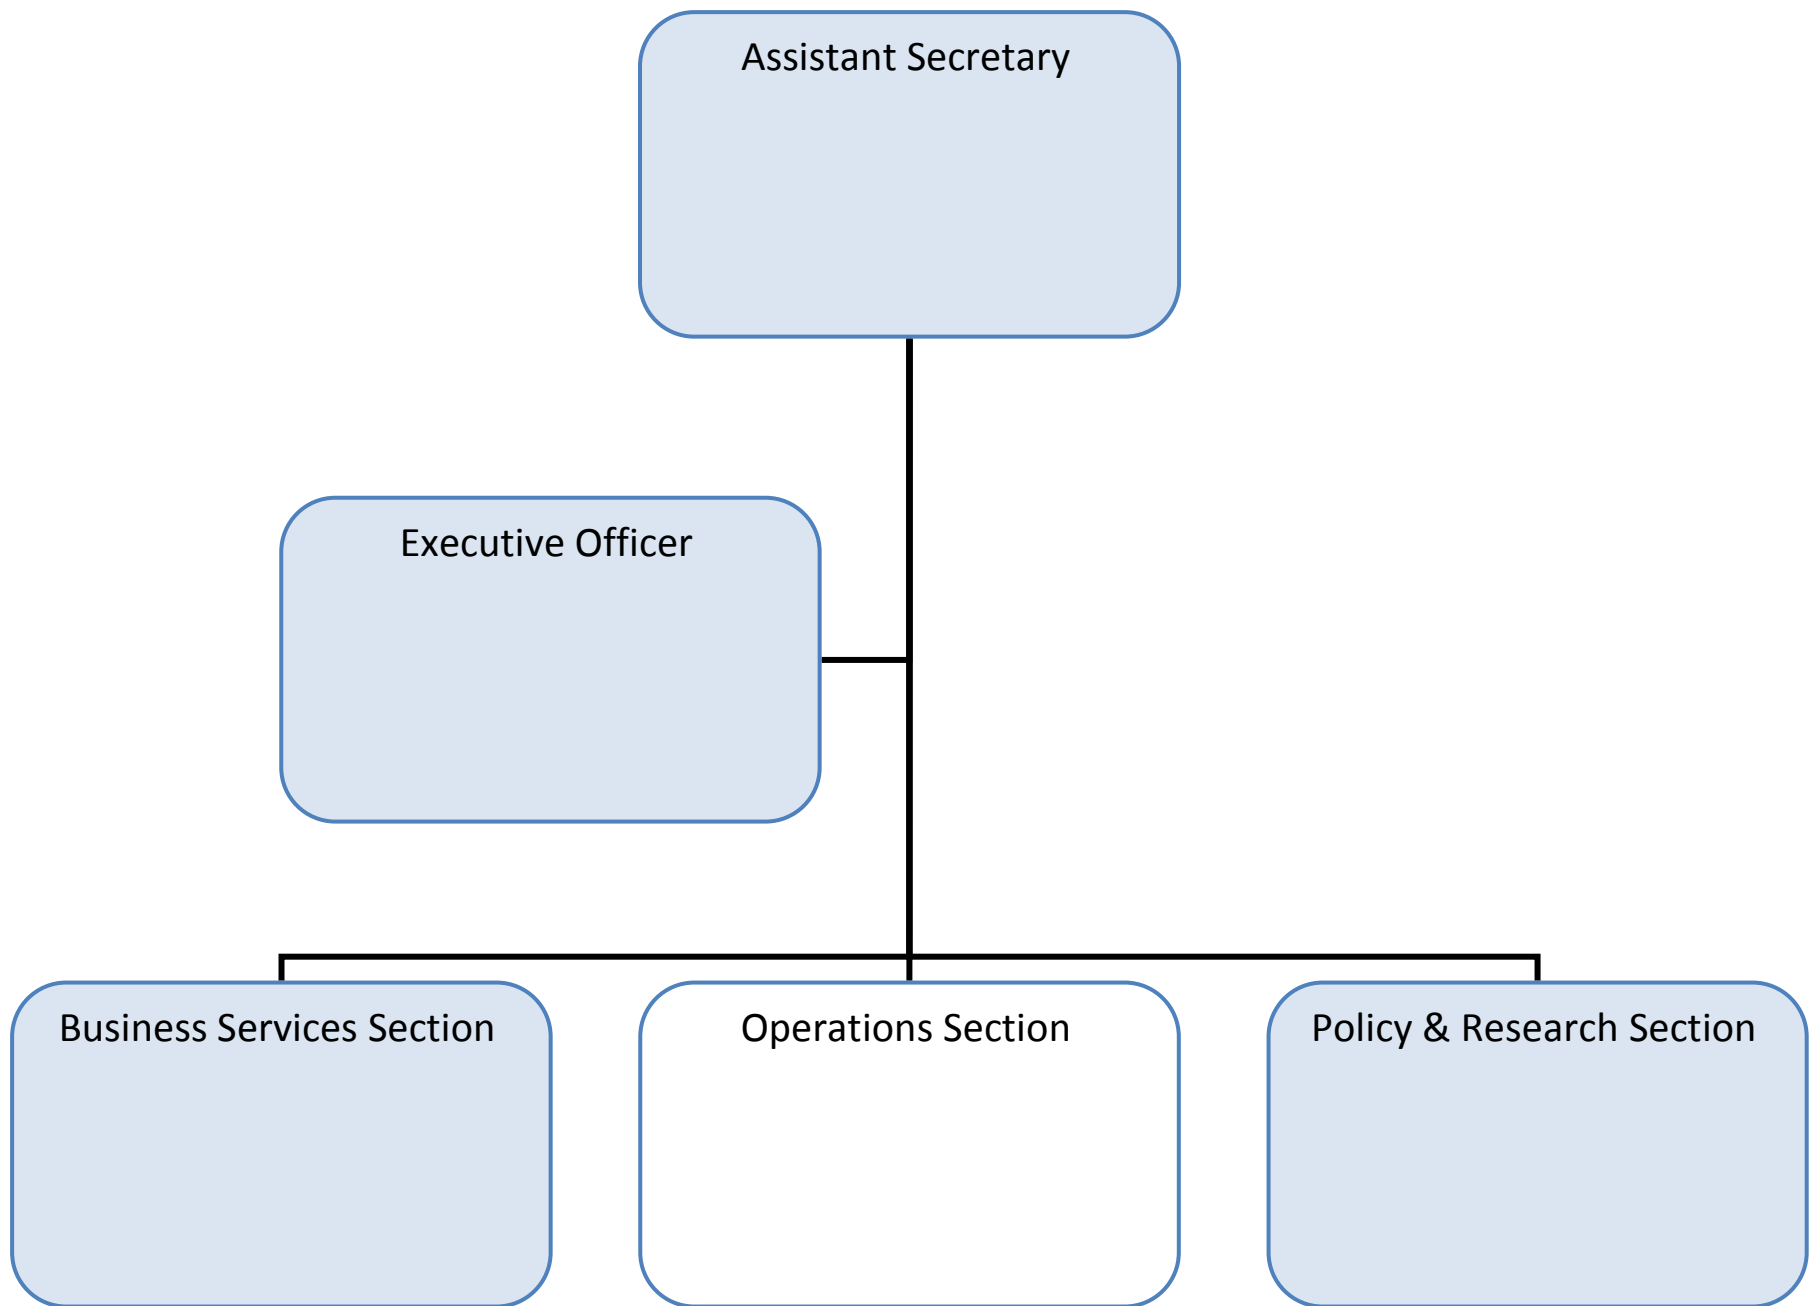 Assistant Secretary
Executive Officer
Business Services Section
Operations Section
Policy & Research Section